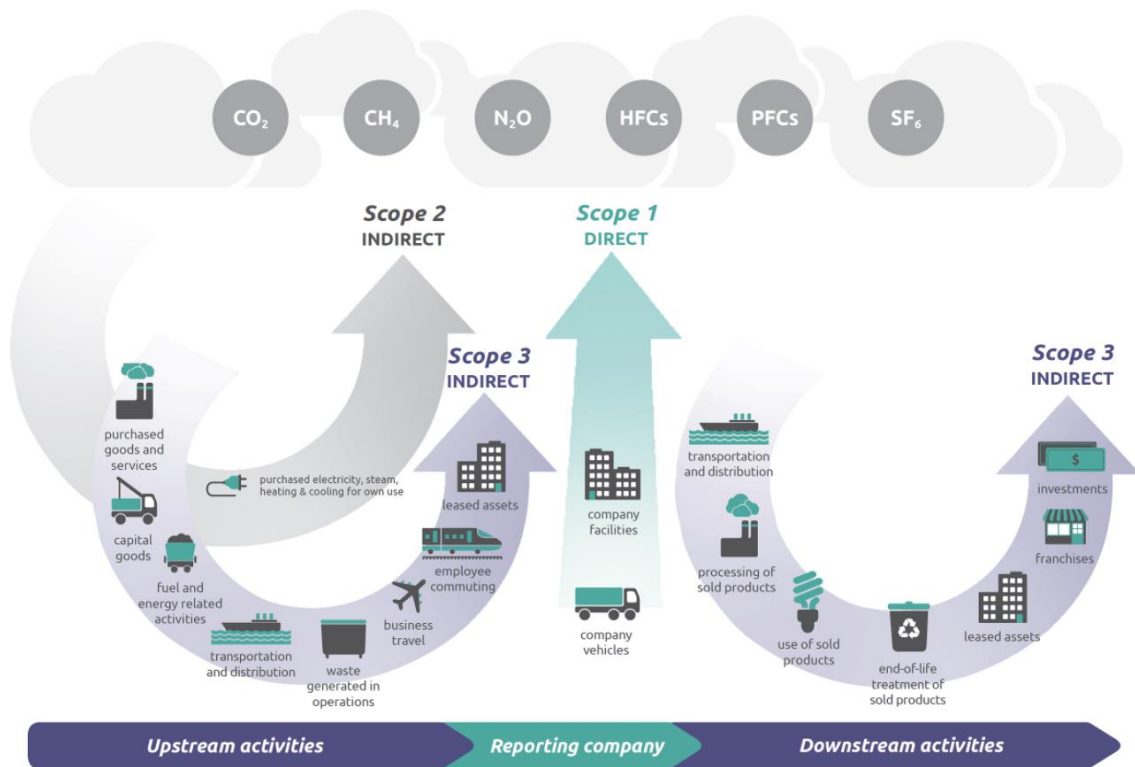 CO₂
CH₄
N₂O
HFCs
PFCs
SF₆
Scope 2
INDIRECT
Scope 1
DIRECT
Scope 3
INDIRECT
Scope 3
INDIRECT
purchased
goods and
services
capital
goods
fuel and
energy related
activities
transportation
and distribution
waste
generated in
operations
business
travel
employee
commuting
leased assets
purchased electricity, steam,
heating & cooling for own use
company
facilities
company
vehicles
transportation
and distribution
processing of
sold products
use of sold
products
end-of-life
treatment of
sold products
leased assets
franchises
$
investments
Upstream activities
Reporting company
Downstream activities